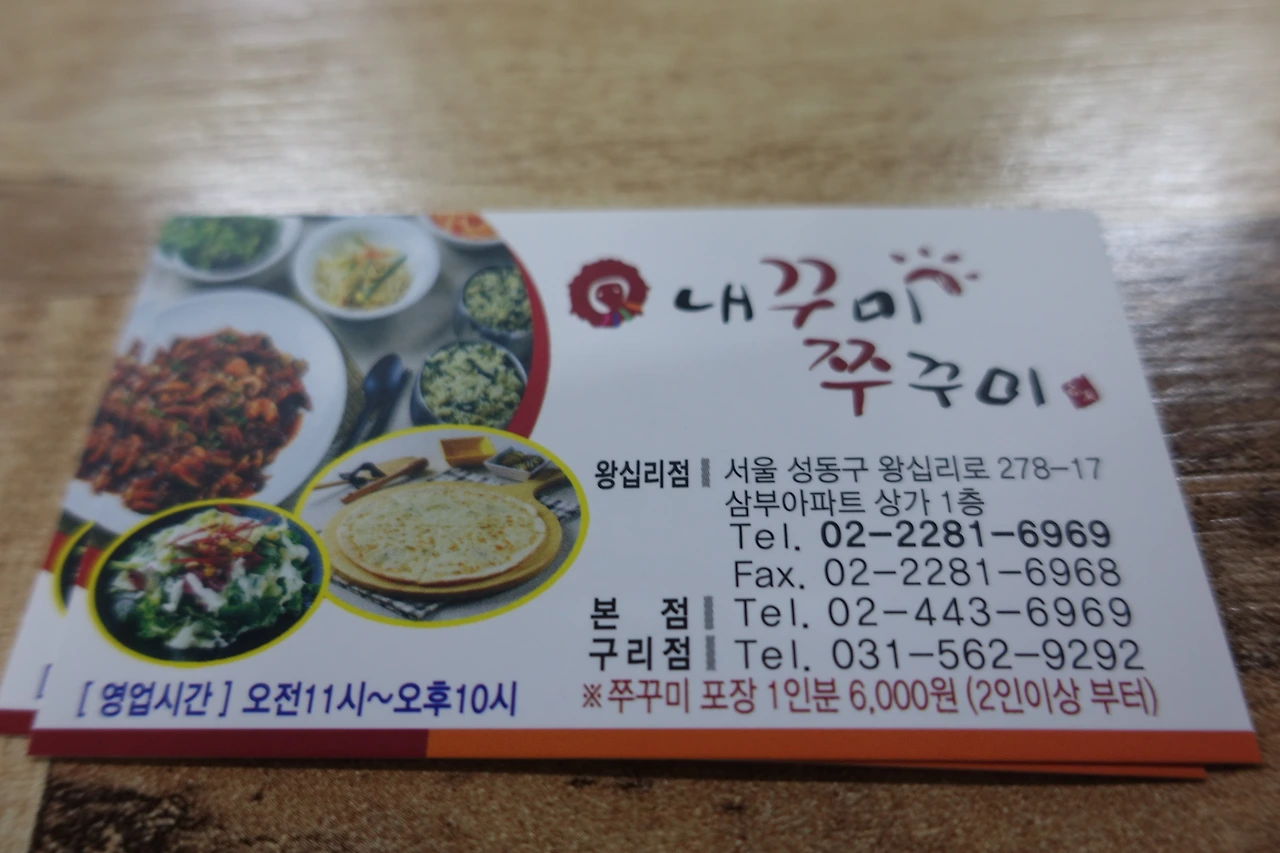 내꾸미
쭈꾸미
왕십리점 서울 성동구 왕십리로 278-17
삼부아파트 상가 1층
Tel. 02-2281-6969
Fax. 02-2281-6968
본 점 Tel. 02-443-6969
구리점 Tel. 031-562-9292
[ 영업시간 ] 오전11시~오후10시
※쭈꾸미 포장 1인분 6,000원 (2인이상 부터)